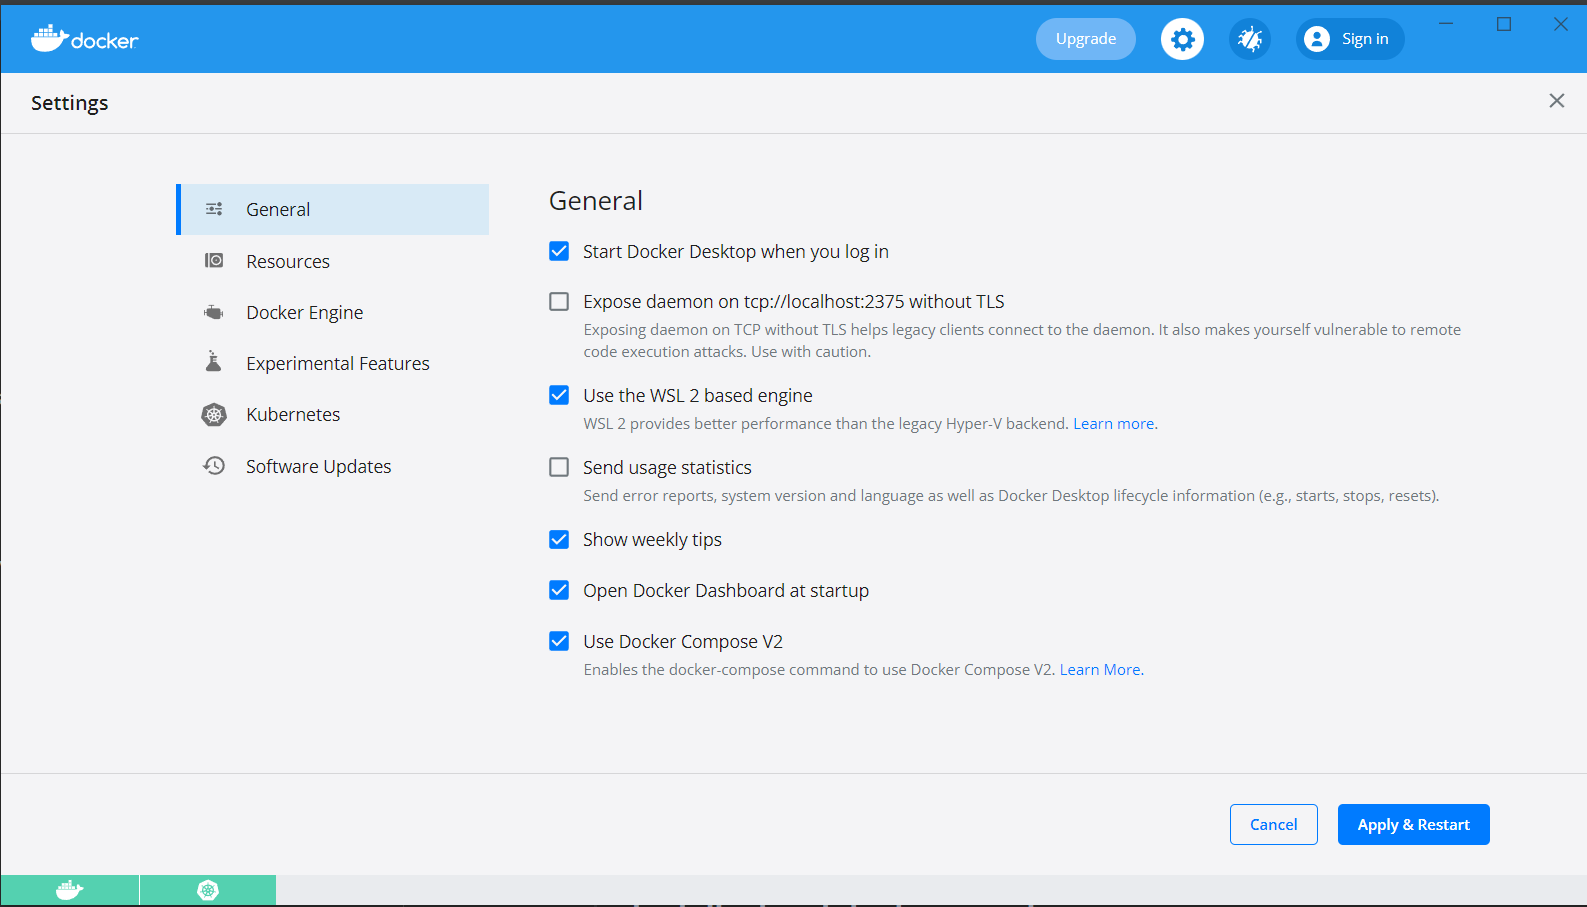 docker
Upgrade
Sign in
Settings
General
Resources
Docker Engine
Experimental Features
Kubernetes
Software Updates
General
Start Docker Desktop when you log in
Expose daemon on tcp://localhost:2375 without TLS
Exposing daemon on TCP without TLS helps legacy clients connect to the daemon. It also makes yourself vulnerable to remote
code execution attacks. Use with caution.
Use the WSL 2 based engine
WSL 2 provides better performance than the legacy Hyper-V backend. Learn more.
Send usage statistics
Send error reports, system version and language as well as Docker Desktop lifecycle information (e.g., starts, stops, resets).
Show weekly tips
Open Docker Dashboard at startup
Use Docker Compose V2
Enables the docker-compose command to use Docker Compose V2. Learn More.
Cancel
Apply & Restart